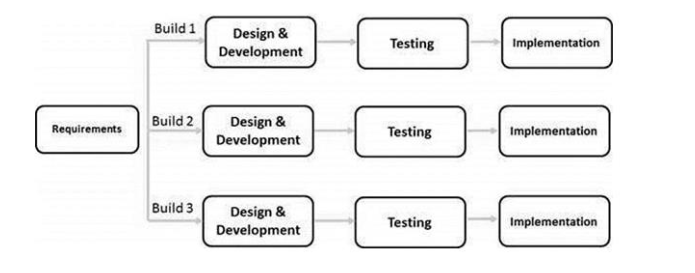 Build 1
Design &
Development
Testing
Implementation
Requirements
Build 2
Design &
Development
Testing
Implementation
Build 3
Design &
Development
Testing
Implementation